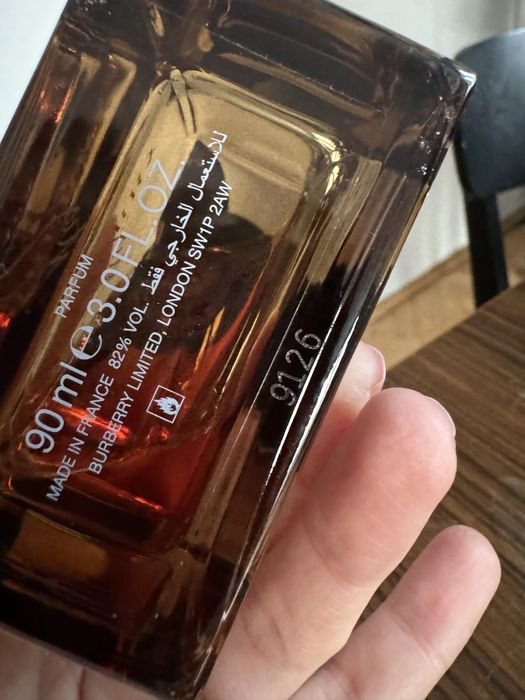 PARFUM
90 ml e 3.0 FL. OZ.
MADE IN FRANCE 82% VOL. للاستعمال الخارجي فقط
BURBERRY LIMITED, LONDON SW1P 2AW
9126